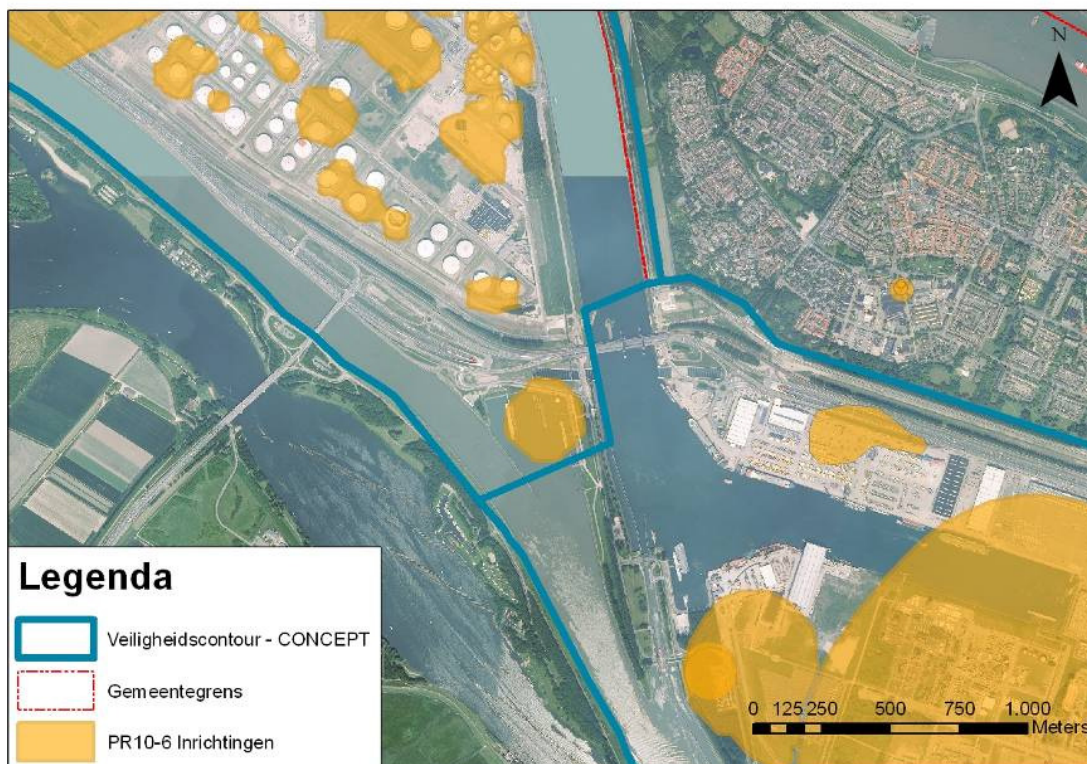 N
Legenda
Veiligheidscontour - CONCEPT
Gemeentegrens
PR10-6 Inrichtingen
0 125 250 500 750 1.000
Meters